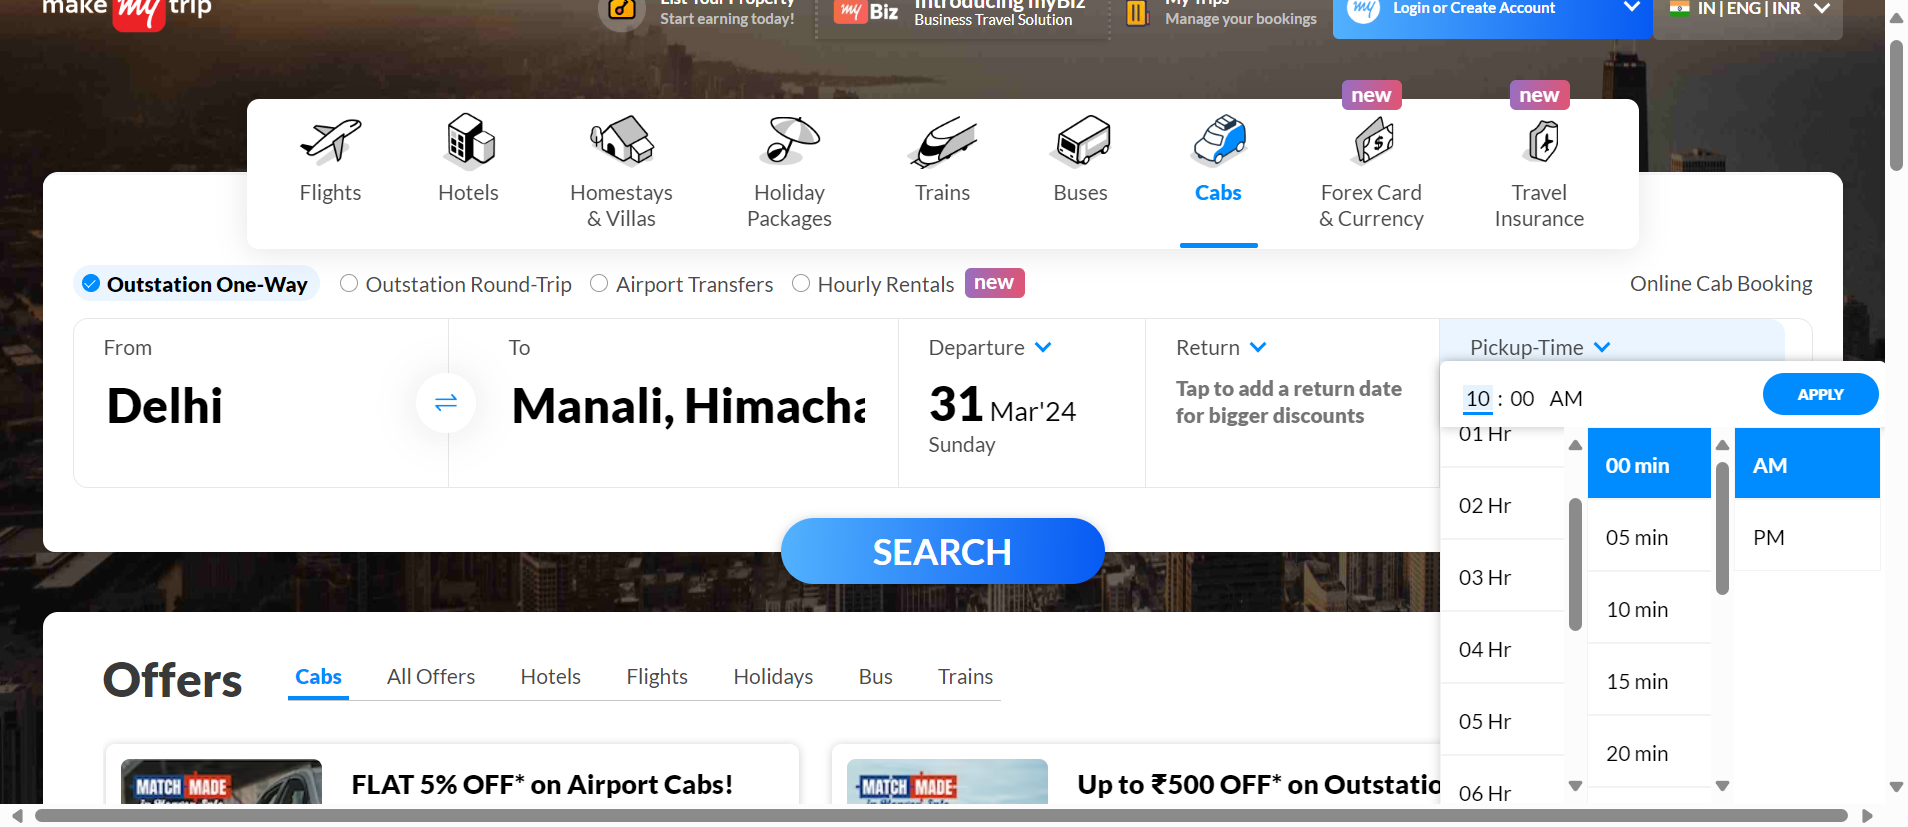 make my trip
List Your Property
Start earning today!
my Biz
Introducing myBiz
Business Travel Solution
My Trips
Manage your bookings
my
Login or Create Account
IN | ENG | INR
new
new
Flights
Hotels
Homestays
& Villas
Holiday
Packages
Trains
Buses
Cabs
Forex Card
& Currency
Travel
Insurance
Outstation One-Way
Outstation Round-Trip
Airport Transfers
Hourly Rentals
new
Online Cab Booking
From
Delhi
To
Manali, Himacha
Departure
31 Mar'24
Sunday
Return
Tap to add a return date
for bigger discounts
Pickup-Time
10 : 00 AM
APPLY
01 Hr
02 Hr
03 Hr
04 Hr
05 Hr
06 Hr
00 min
05 min
10 min
15 min
20 min
AM
PM
SEARCH
Offers
Cabs
All Offers
Hotels
Flights
Holidays
Bus
Trains
MATCH MADE
FLAT 5% OFF* on Airport Cabs!
MATCH MADE
Up to ₹500 OFF* on Outstatio